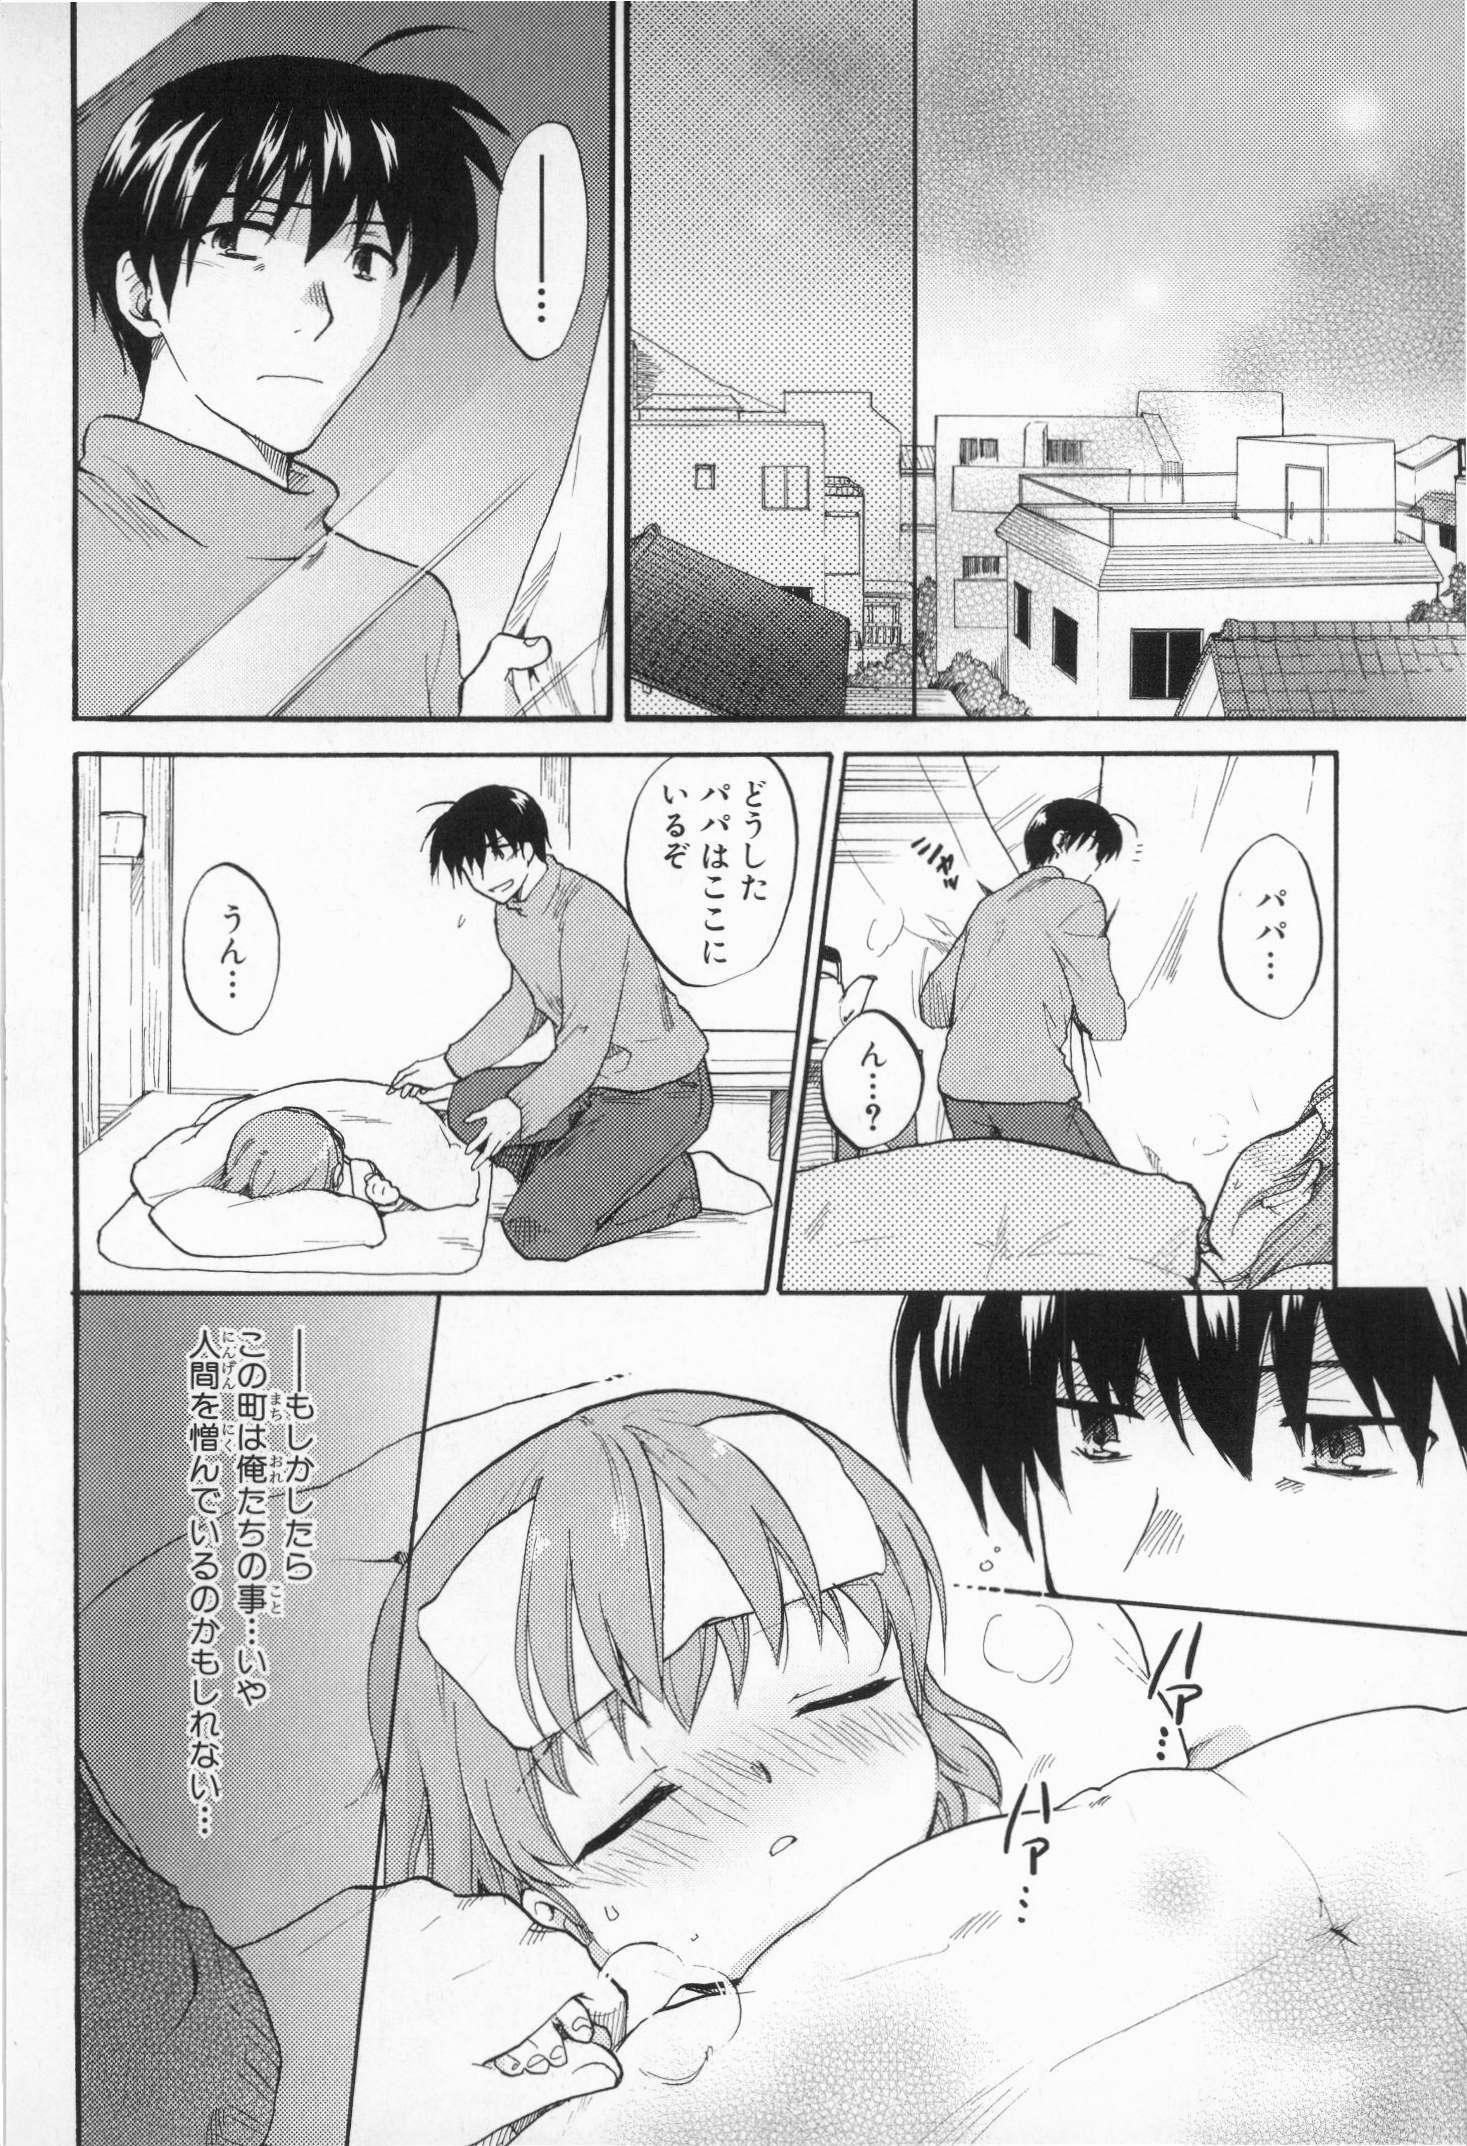 ――…
パパ…
ん…？
どうした
パパはここに
いるぞ
うん…
ハァ…
ハァ…
――もしかしたら
この町は俺たちの事…いや
人間を憎んでいるのかもしれない…